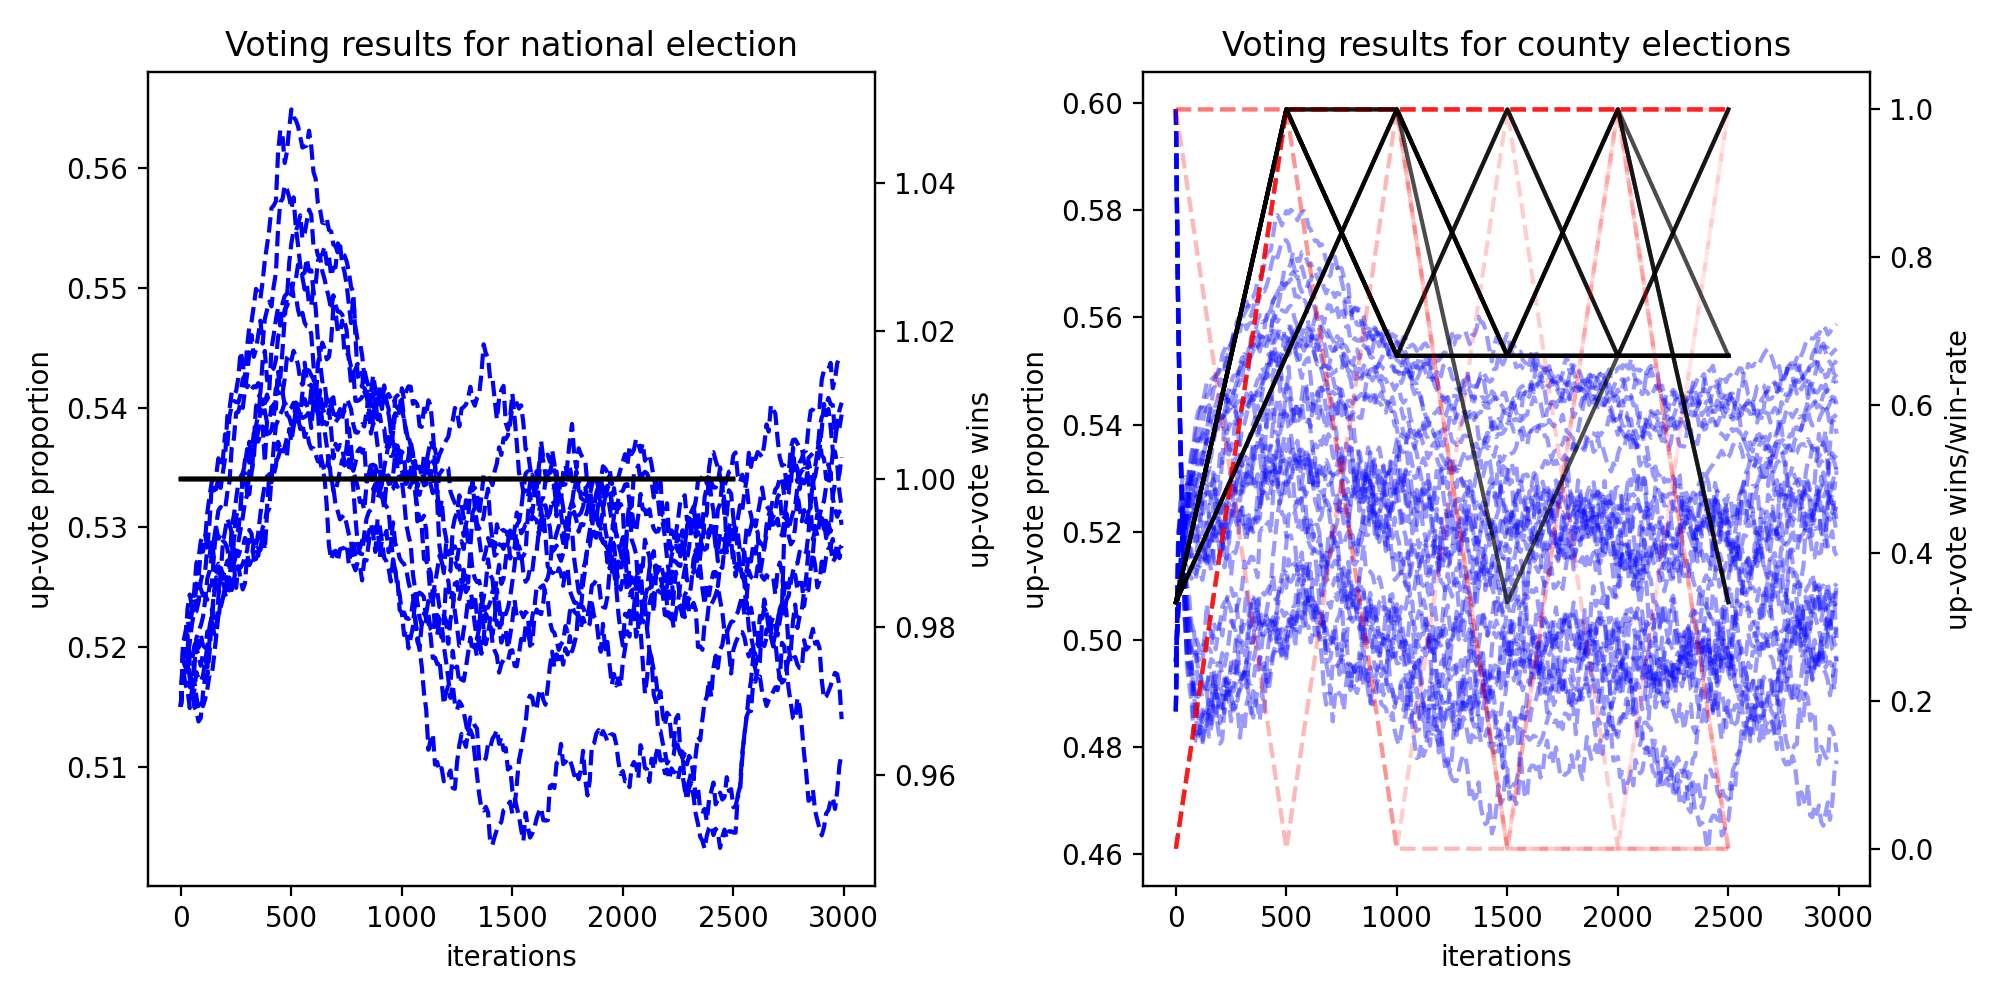 Voting results for national election
0.56
0.55
0.54
0.53
0.52
0.51
up-vote proportion
1.04
1.02
1.00
0.98
0.96
up-vote wins
0 500 1000 1500 2000 2500 3000
iterations
Voting results for county elections
0.60
0.58
0.56
0.54
0.52
0.50
0.48
0.46
up-vote proportion
1.0
0.8
0.6
0.4
0.2
0.0
up-vote wins/win-rate
0 500 1000 1500 2000 2500 3000
iterations